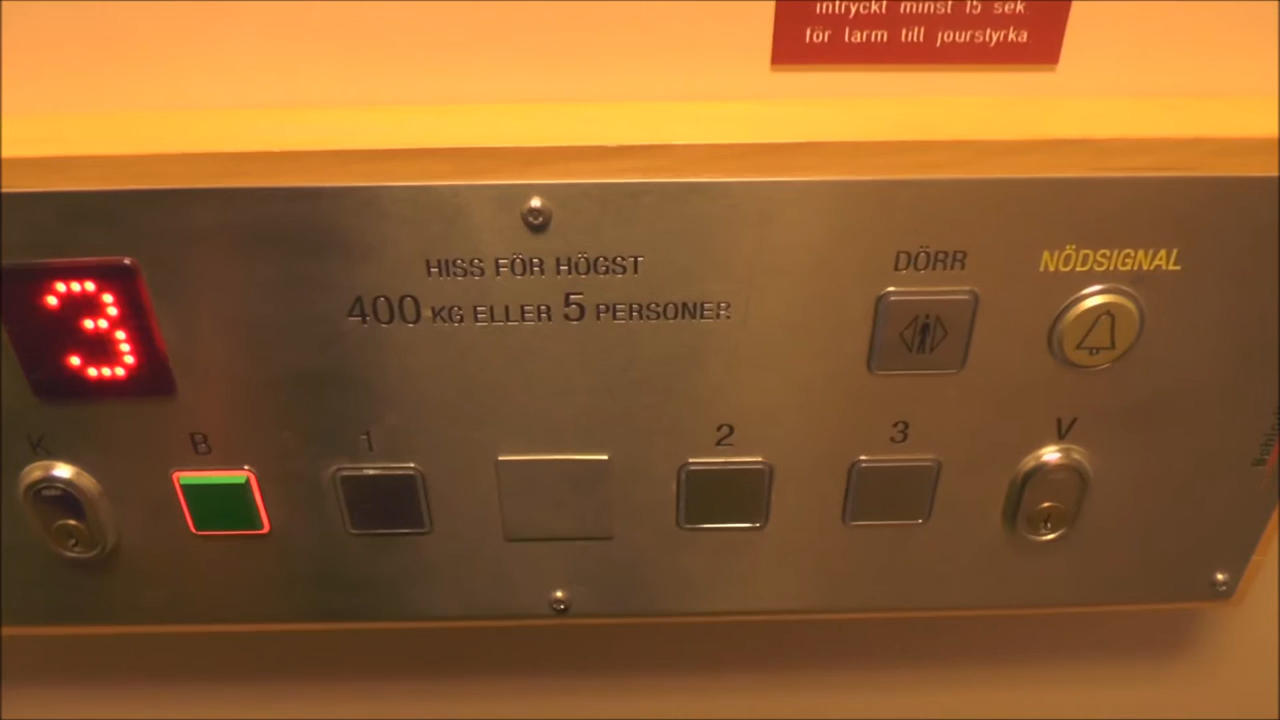 intryckt minst 15 sek.
för larm till jourstyrka.
HISS FÖR HÖGST
400 KG ELLER 5 PERSONER
DÖRR
NÖDSIGNAL
3
K
B
1
2
3
V